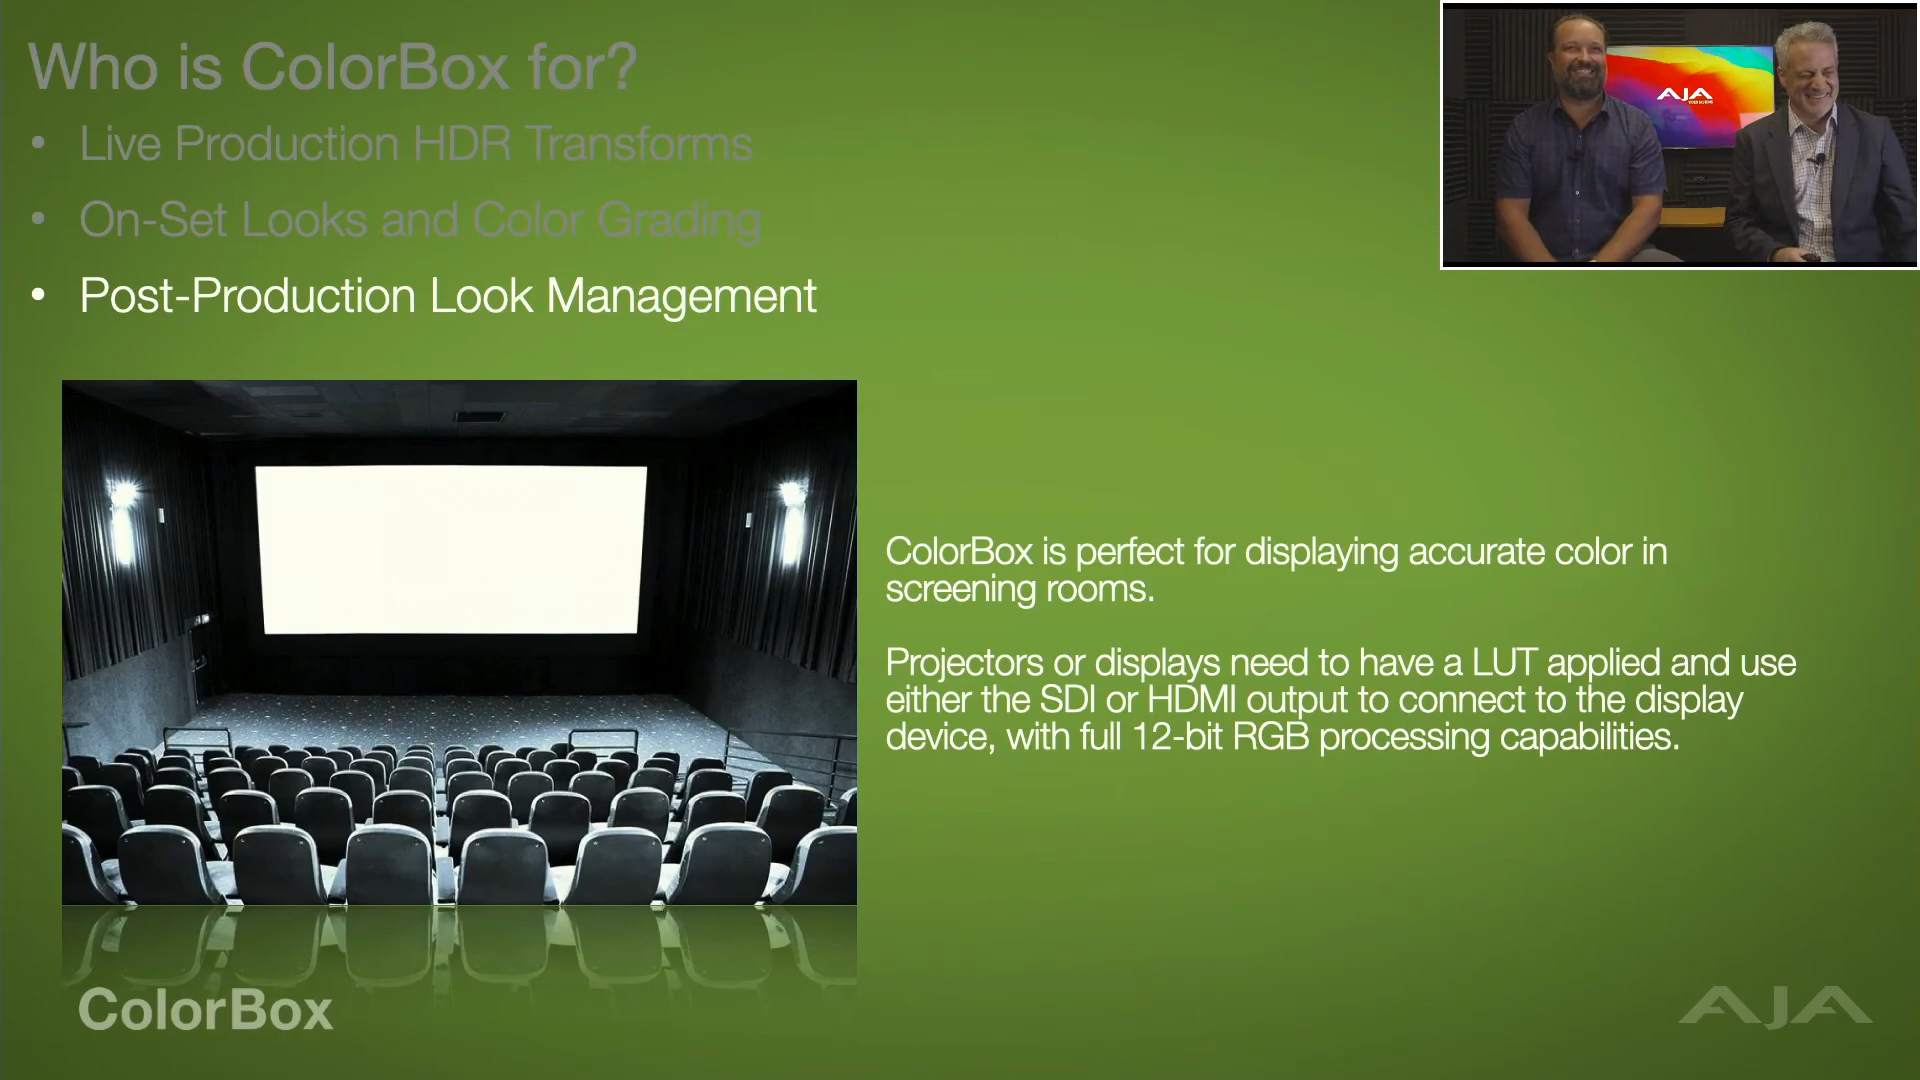 Who is ColorBox for?
• Live Production HDR Transforms
• On-Set Looks and Color Grading
• Post-Production Look Management
AJA
ColorBox is perfect for displaying accurate color in
screening rooms.
Projectors or displays need to have a LUT applied and use
either the SDI or HDMI output to connect to the display
device, with full 12-bit RGB processing capabilities.
ColorBox
AJA